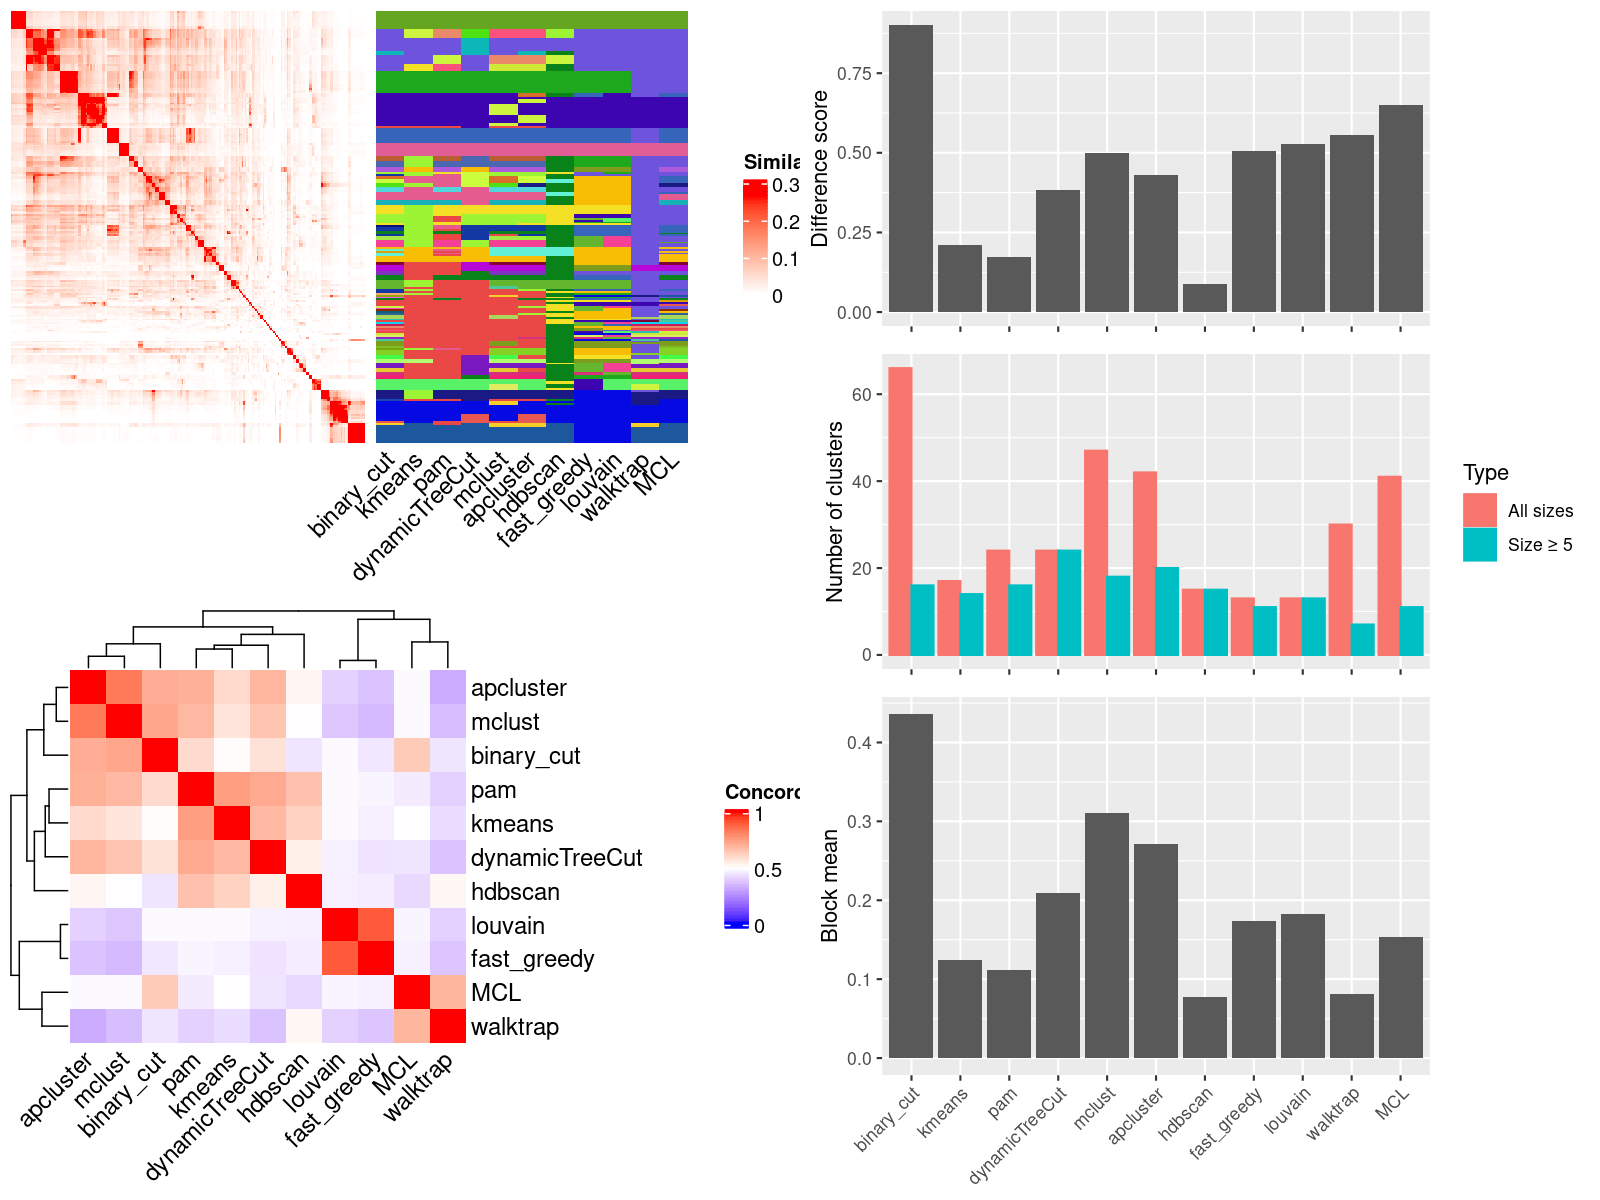 Simila
0.3
0.2
0.1
0
binary_cut
kmeans
pam
dynamicTreeCut
mclust
apcluster
hdbscan
fast_greedy
louvain
walktrap
MCL
apcluster
mclust
binary_cut
pam
kmeans
dynamicTreeCut
hdbscan
louvain
fast_greedy
MCL
walktrap
apcluster
mclust
binary_cut
pam
kmeans
dynamicTreeCut
hdbscan
louvain
fast_greedy
MCL
walktrap
Concorc
1
0.5
0
Difference score
0.75
0.50
0.25
0.00
Number of clusters
60
40
20
0
Type
All sizes
Size ≥ 5
Block mean
0.4
0.3
0.2
0.1
0.0
binary_cut
kmeans
pam
dynamicTreeCut
mclust
apcluster
hdbscan
fast_greedy
louvain
walktrap
MCL